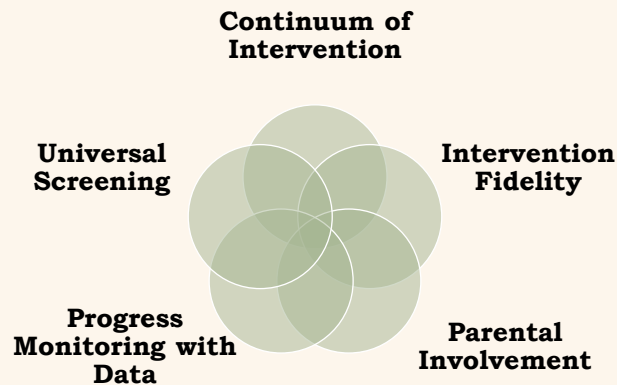 Continuum of
Intervention
Universal
Screening
Intervention
Fidelity
Progress
Monitoring with
Data
Parental
Involvement